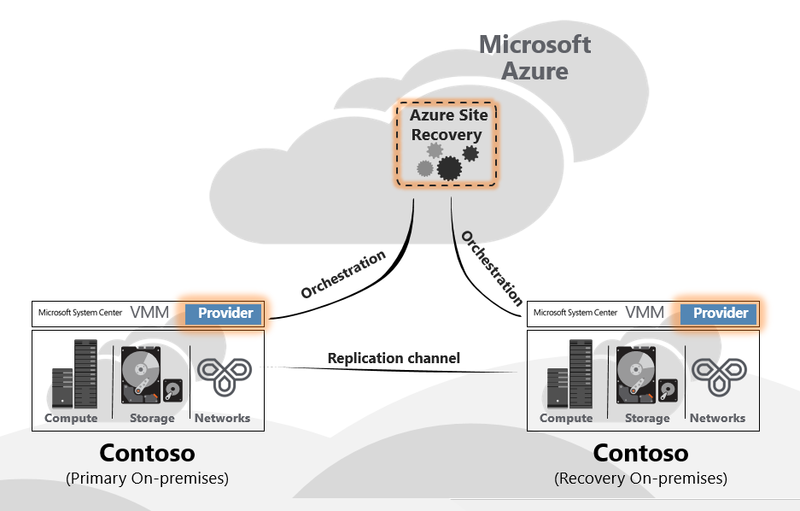 Microsoft
Azure
Azure Site
Recovery
Orchestration
Orchestration
Microsoft System Center VMM Provider
Microsoft System Center VMM Provider
Replication channel
Compute Storage Networks
Compute Storage Networks
Contoso
(Primary On-premises)
Contoso
(Recovery On-premises)